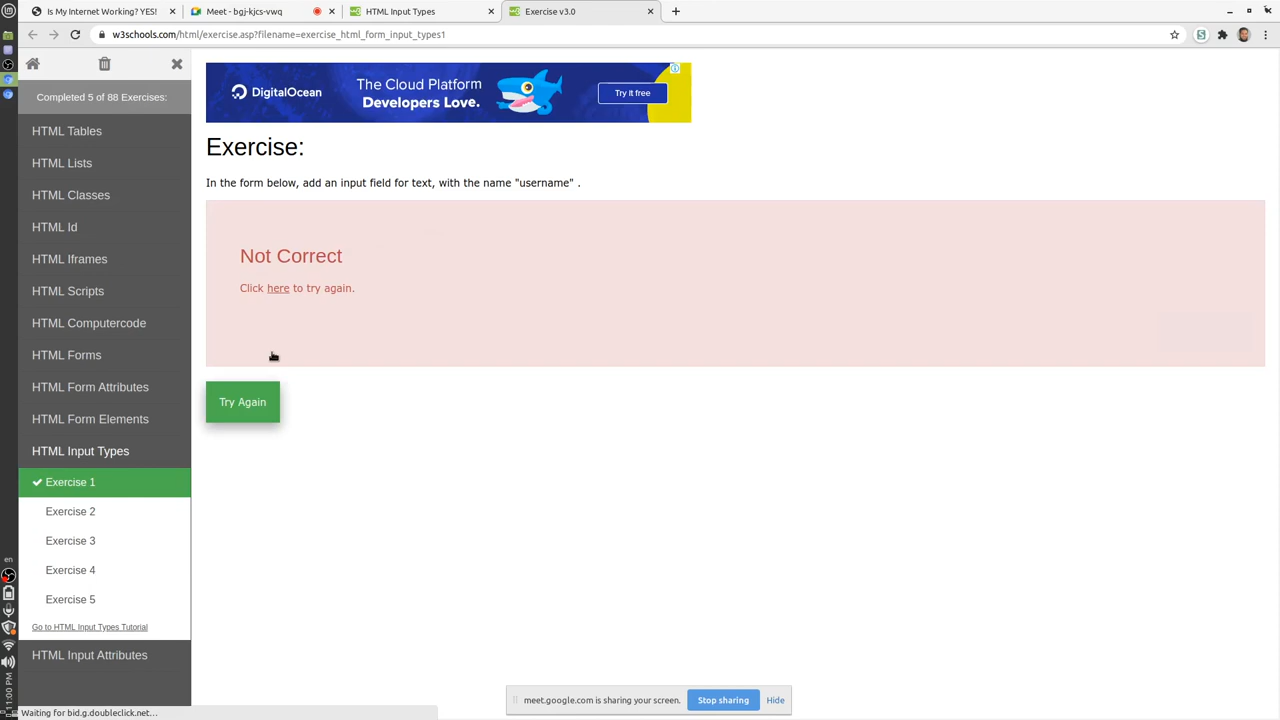 Is My Internet Working? YES!
Meet - bgj-kjcs-vwq
HTML Input Types
Exercise v3.0
w3schools.com/html/exercise.asp?filename=exercise_html_form_input_types1
Completed 5 of 88 Exercises:
HTML Tables
HTML Lists
HTML Classes
HTML Id
HTML Iframes
HTML Scripts
HTML Computercode
HTML Forms
HTML Form Attributes
HTML Form Elements
HTML Input Types
Exercise 1
Exercise 2
Exercise 3
Exercise 4
Exercise 5
Go to HTML Input Types Tutorial
HTML Input Attributes
DigitalOcean
The Cloud Platform
Developers Love.
Try it free
Exercise:
In the form below, add an input field for text, with the name "username" .
Not Correct
Click here to try again.
Try Again
en
11:00 PM
meet.google.com is sharing your screen.
Stop sharing
Hide
Waiting for bid.g.doubleclick.net...